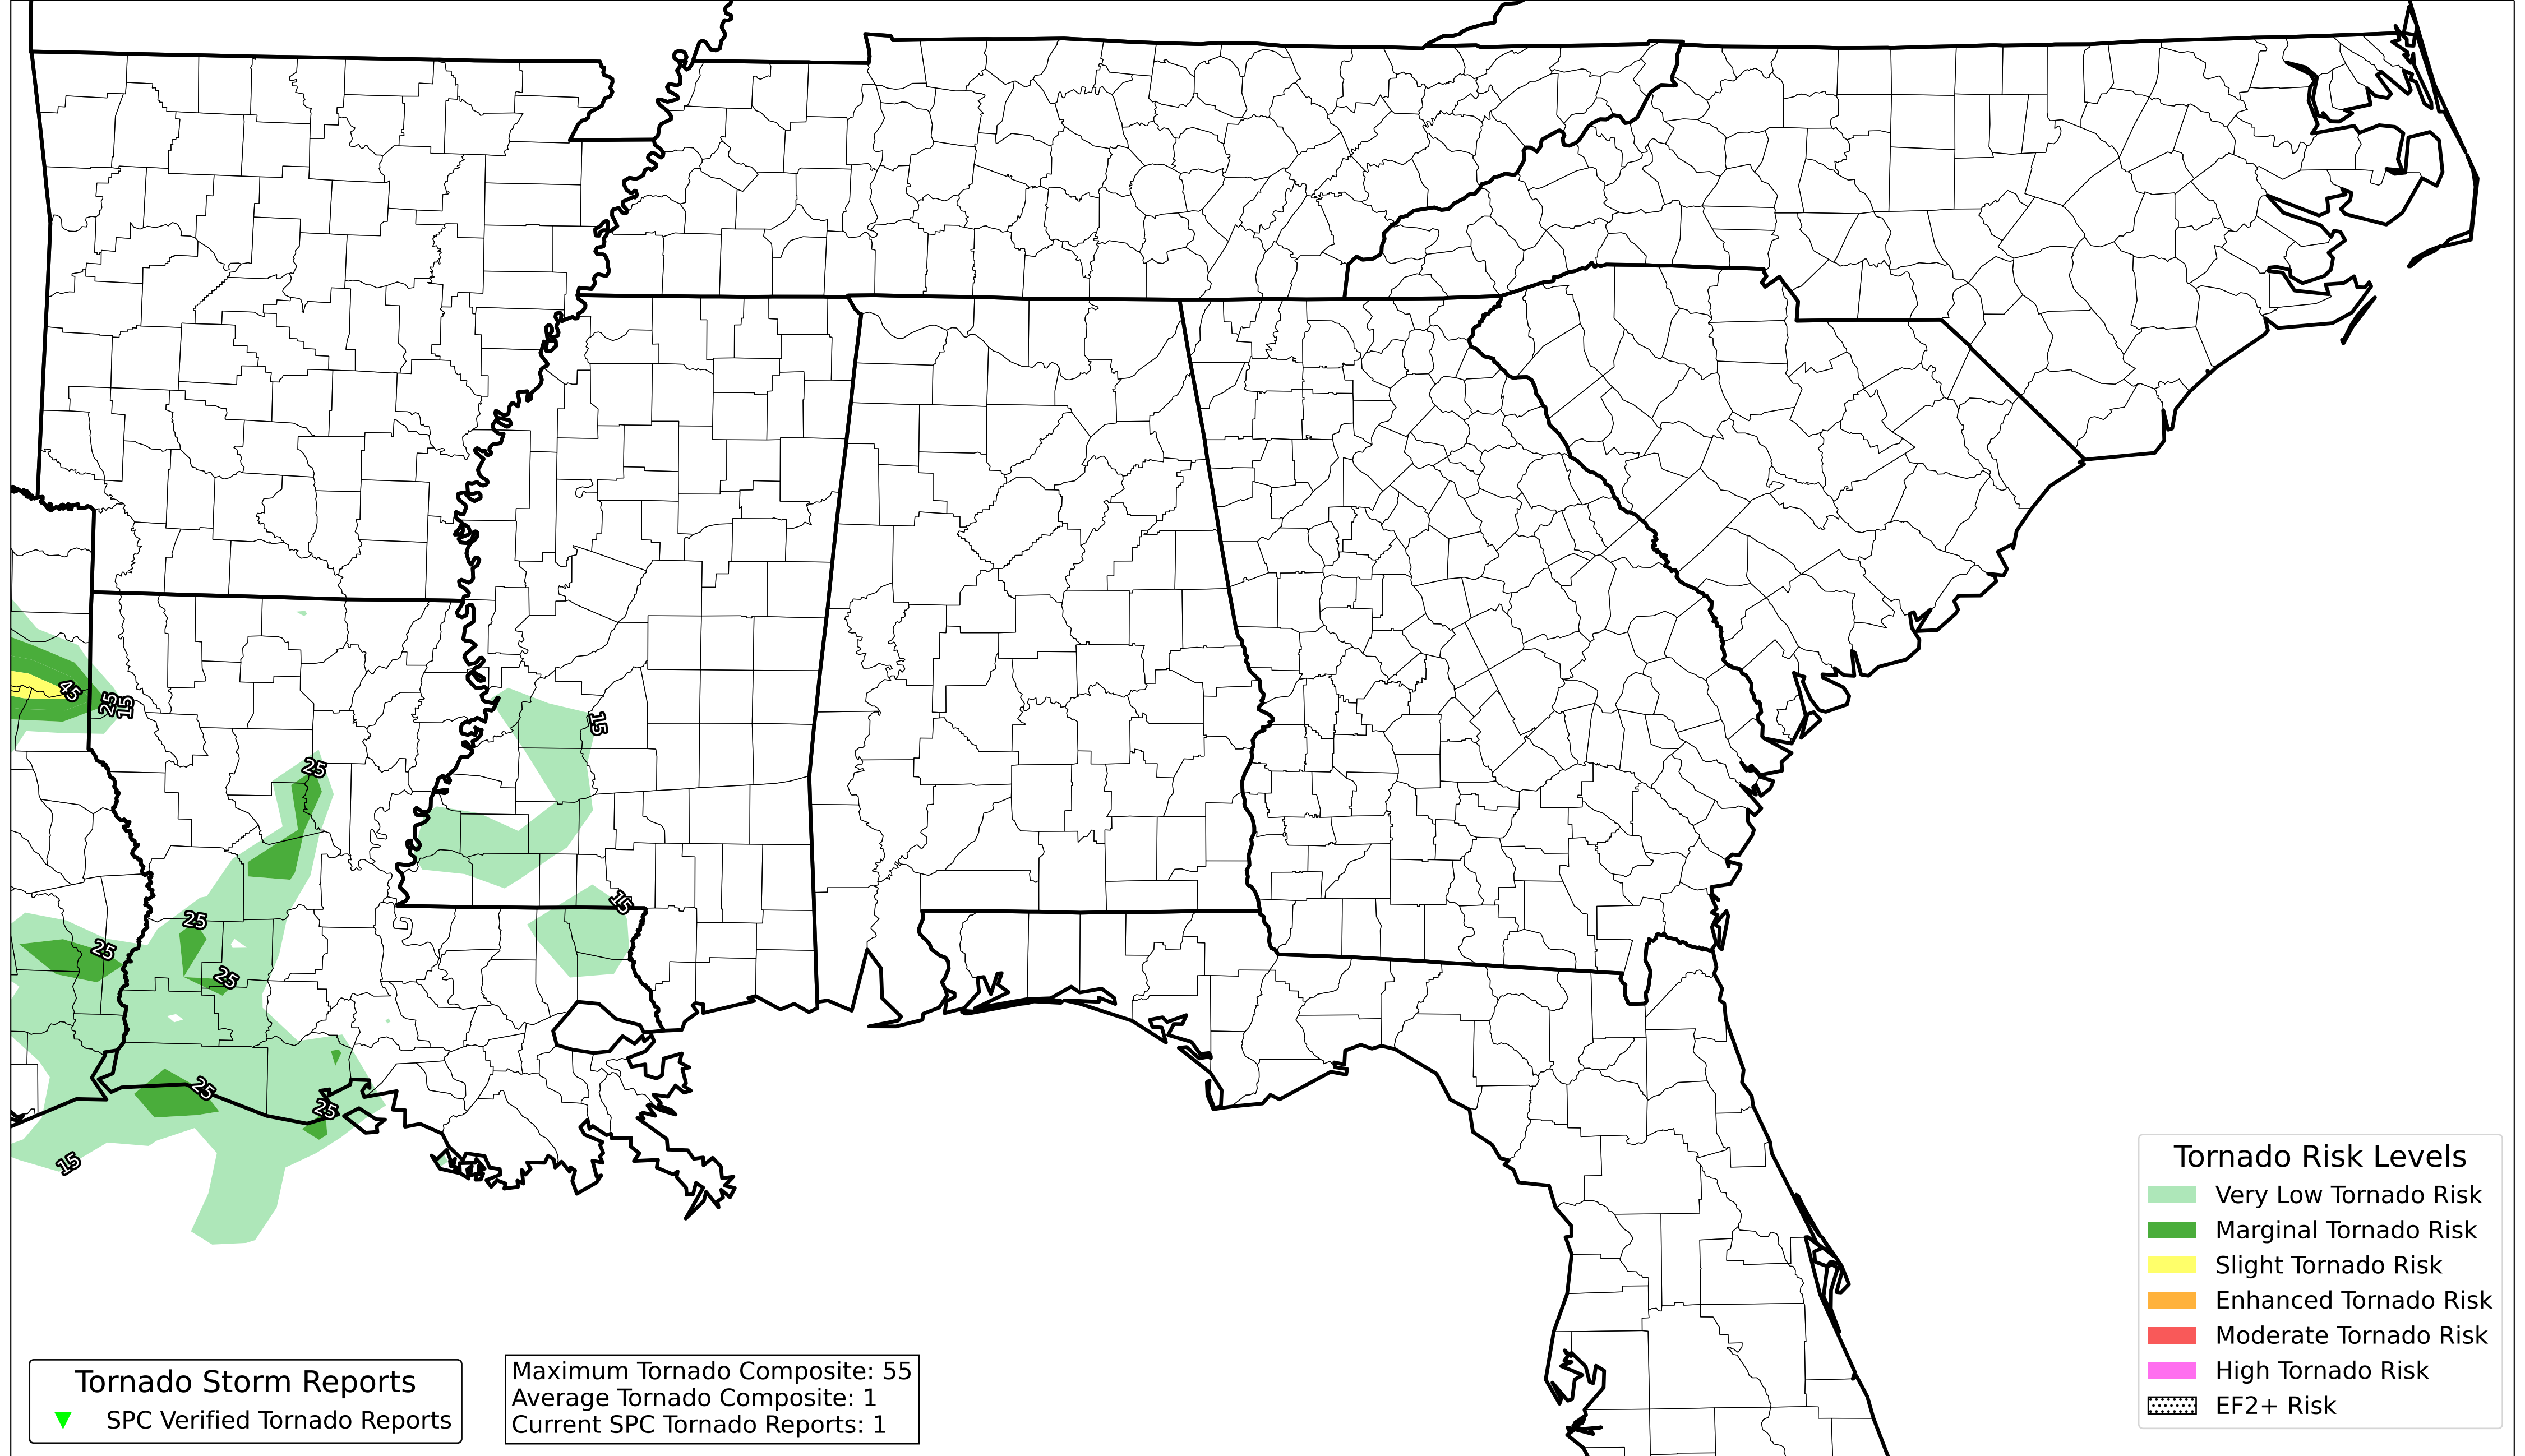 45
25
15
15
25
15
25
25
25
25
25
15
Tornado Risk Levels
Very Low Tornado Risk
Marginal Tornado Risk
Slight Tornado Risk
Enhanced Tornado Risk
Moderate Tornado Risk
High Tornado Risk
EF2+ Risk
Tornado Storm Reports
SPC Verified Tornado Reports
Maximum Tornado Composite: 55
Average Tornado Composite: 1
Current SPC Tornado Reports: 1